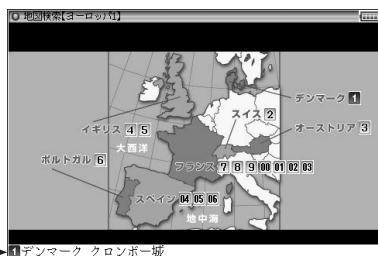 地図検索【ヨーロッパ1】
デンマーク 1
スイス 2
オーストリア 3
イギリス 4 5
大西洋
ポルトガル 6
フランス 7 8 9 00 01 02 03
スペイン 04 05 06
地中海
►1デンマーク クロンボー城